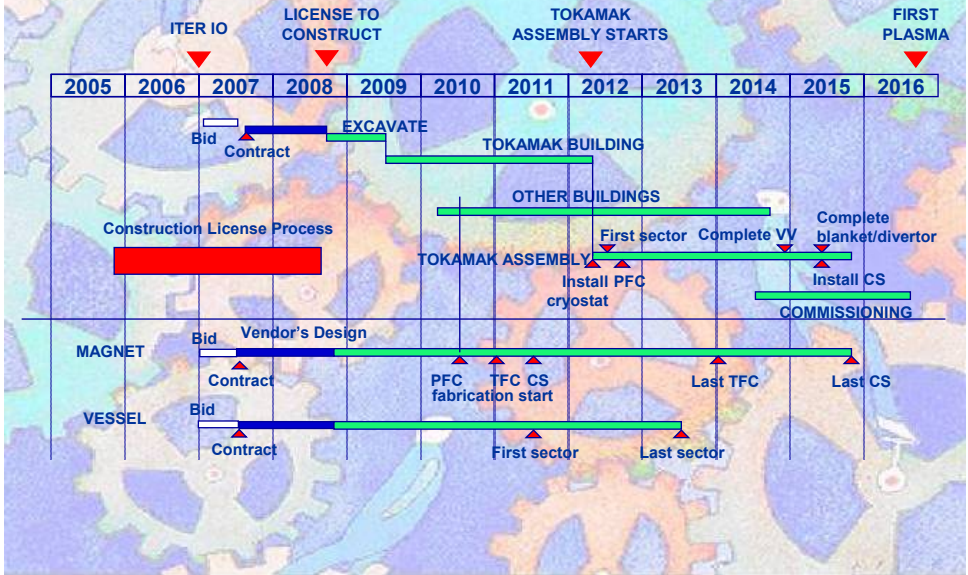 ITER IO
LICENSE TO
CONSTRUCT
TOKAMAK
ASSEMBLY STARTS
FIRST
PLASMA
2005 2006 2007 2008 2009 2010 2011 2012 2014 2015 2016
Bid
Contract
EXCAVATE
TOKAMAK BUILDING
OTHER BUILDINGS
Construction License Process
First sector
Complete VV
Complete
blanket/divertor
TOKAMAK ASSEMBLY
Install PFC
cryostat
Install CS
COMMISSIONING
MAGNET
Bid
Vendor's Design
Contract
PFC TFC CS
fabrication start
Last TFC
Last CS
VESSEL
Bid
Contract
First sector
Last sector